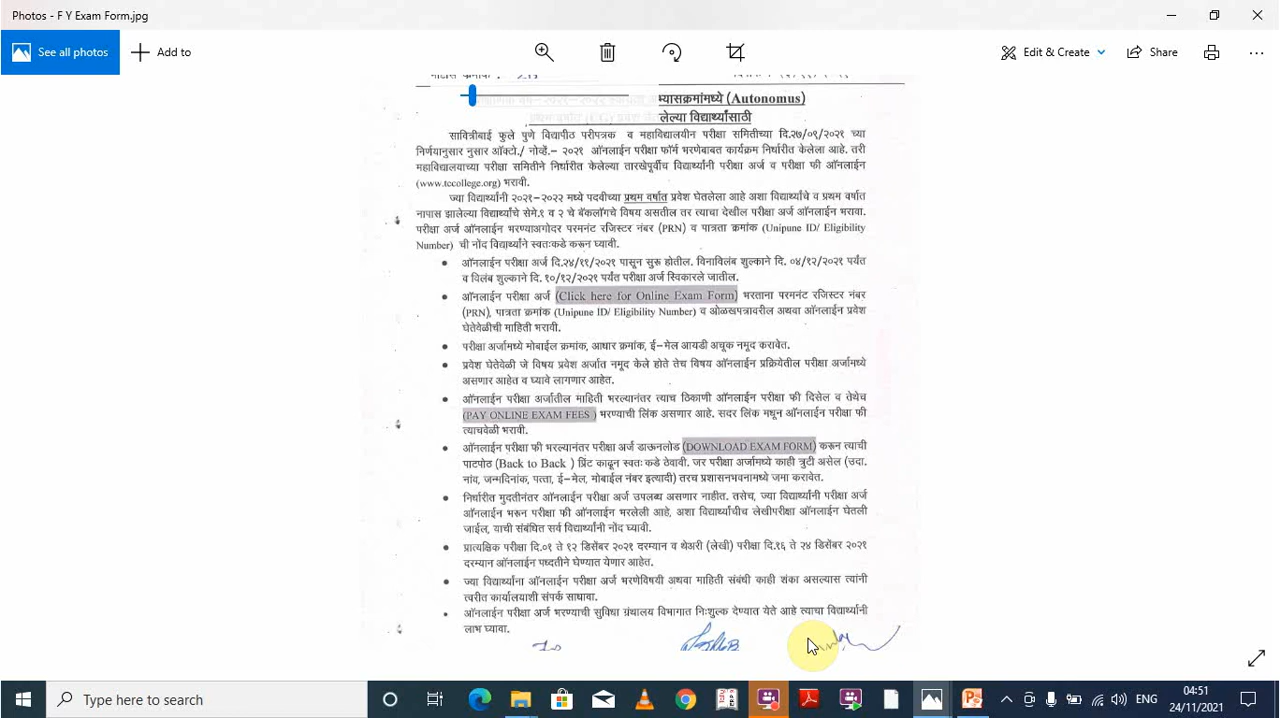 Photos - F Y Exam Form.jpg
See all photos
Add to
Edit & Create
Share
भ्यासक्रमांमध्ये (Autonomus)
लेल्या विद्यार्थ्यांसाठी
सावित्रीबाई फुले पुणे विद्यापीठ परीपत्रक व महाविद्यालयीन परीक्षा समितीच्या दि.२७/०९/२०२१ च्या
निर्णयानुसार नुसार ऑक्टो./ नोव्हें.- २०२१ ऑनलाईन परीक्षा फॉर्न भरणेबाबत कार्यक्रम निर्धारीत केलेला आहे. तरी
महाविद्यालयाच्या परीक्षा समितीने निर्धारीत केलेल्या तारखेपूर्वीच विद्यार्थ्यांनी परीक्षा अर्ज व परीक्षा फी ऑनलाईन
(www.tccollege.org) भरावी.
ज्या विद्यार्थ्यांनी २०२१-२०२२ मध्ये पदवीच्या प्रथम वर्षात प्रवेश घेतलेला आहे अशा विद्यार्थ्यांचे व प्रथम वर्षात
नापास झालेल्या विद्यार्थ्यांचे सेमे.१ व २ चे बॅकलॉगचे विषय असतील तर त्याचा देखील परीक्षा अर्ज ऑनलाईन भरावा.
परीक्षा अर्ज ऑनलाईन भरण्याअगोदर परमनंट रजिस्टर नंबर (PRN) व पात्रता क्रमांक (Unipune ID/ Eligibility
Number) ची नोंद विद्यार्थ्याने स्वतःकडे करून घ्यावी.
• ऑनलाईन परीक्षा अर्ज दि.२४/११/२०२१ पासून सुरू होतील. विनाविलंब शुल्काने दि. ०४/१२/२०२१ पर्यंत
व विलंब शुल्काने दि. १०/१२/२०२१ पर्यंत परीक्षा अर्ज स्विकारले जातील.
• ऑनलाईन परीक्षा अर्ज (Click here for Online Exam Form) भरताना परमनंट रजिस्टर नंबर
(PRN), पात्रता क्रमांक (Unipune ID/ Eligibility Number) व ओळखपत्रावरील अथवा ऑनलाईन प्रवेश
घेतेवेळीची माहिती भरावी.
• परीक्षा अर्जामध्ये मोबाईल क्रमांक, आधार क्रमांक, ई-मेल आयडी अचूक नमूद करावेत.
• प्रवेश घेतेवेळी जे विषय प्रवेश अर्जात नमूद केले होते तेच विषय ऑनलाईन प्रक्रियेतील परीक्षा अर्जामध्ये
असणार आहेत व घ्यावे लागणार आहेत.
• ऑनलाईन परीक्षा अर्जातील माहिती भरल्यानंतर त्याच ठिकाणी ऑनलाईन परीक्षा फी दिसेल व तेथेच
(PAY ONLINE EXAM FEES ) भरण्याची लिंक असणार आहे. सदर लिंक मधून ऑनलाईन परीक्षा फी
त्याचवेळी भरावी.
• ऑनलाईन परीक्षा फी भरल्यानंतर परीक्षा अर्ज डाऊनलोड (DOWNLOAD EXAM FORM) करून त्याची
पाटपोठ (Back to Back ) प्रिंट काढून स्वतः कडे ठेवावी. जर परीक्षा अर्जामध्ये काही त्रुटी असेल (उदा.
नांव, जन्मदिनांक, पत्ता, ई-मेल, मोबाईल नंबर इत्यादी) तरच प्रशासनभवनामध्ये जमा करावेत.
• निर्धारीत मुदतीनंतर ऑनलाईन परीक्षा अर्ज उपलब्ध असणार नाहीत. तसेच, ज्या विद्यार्थ्यांनी परीक्षा अर्ज
ऑनलाईन भरून परीक्षा फी ऑनलाईन भरलेली आहे, अशा विद्यार्थ्यांचीच लेखीपरीक्षा ऑनलाईन घेतली
जाईल, याची संबंधित सर्व विद्यार्थ्यांनी नोंद घ्यावी.
• प्रात्यक्षिक परीक्षा दि.०१ ते १२ डिसेंबर २०२१ दरम्यान व थेअरी (लेखी) परीक्षा दि.१६ ते २४ डिसेंबर २०२१
दरम्यान ऑनलाईन पध्दतीने घेण्यात येणार आहेत.
• ज्या विद्यार्थ्यांना ऑनलाईन परीक्षा अर्ज भरणेविषयी अथवा माहिती संबंधी काही शंका असल्यास त्यांनी
त्वरीत कार्यालयाशी संपर्क साधावा.
• ऑनलाईन परीक्षा अर्ज भरण्याची सुविधा ग्रंथालय विभागात निःशुल्क देण्यात येते आहे त्याचा विद्यार्थ्यांनी
लाभ घ्यावा.
Type here to search
ENG
04:51
24/11/2021